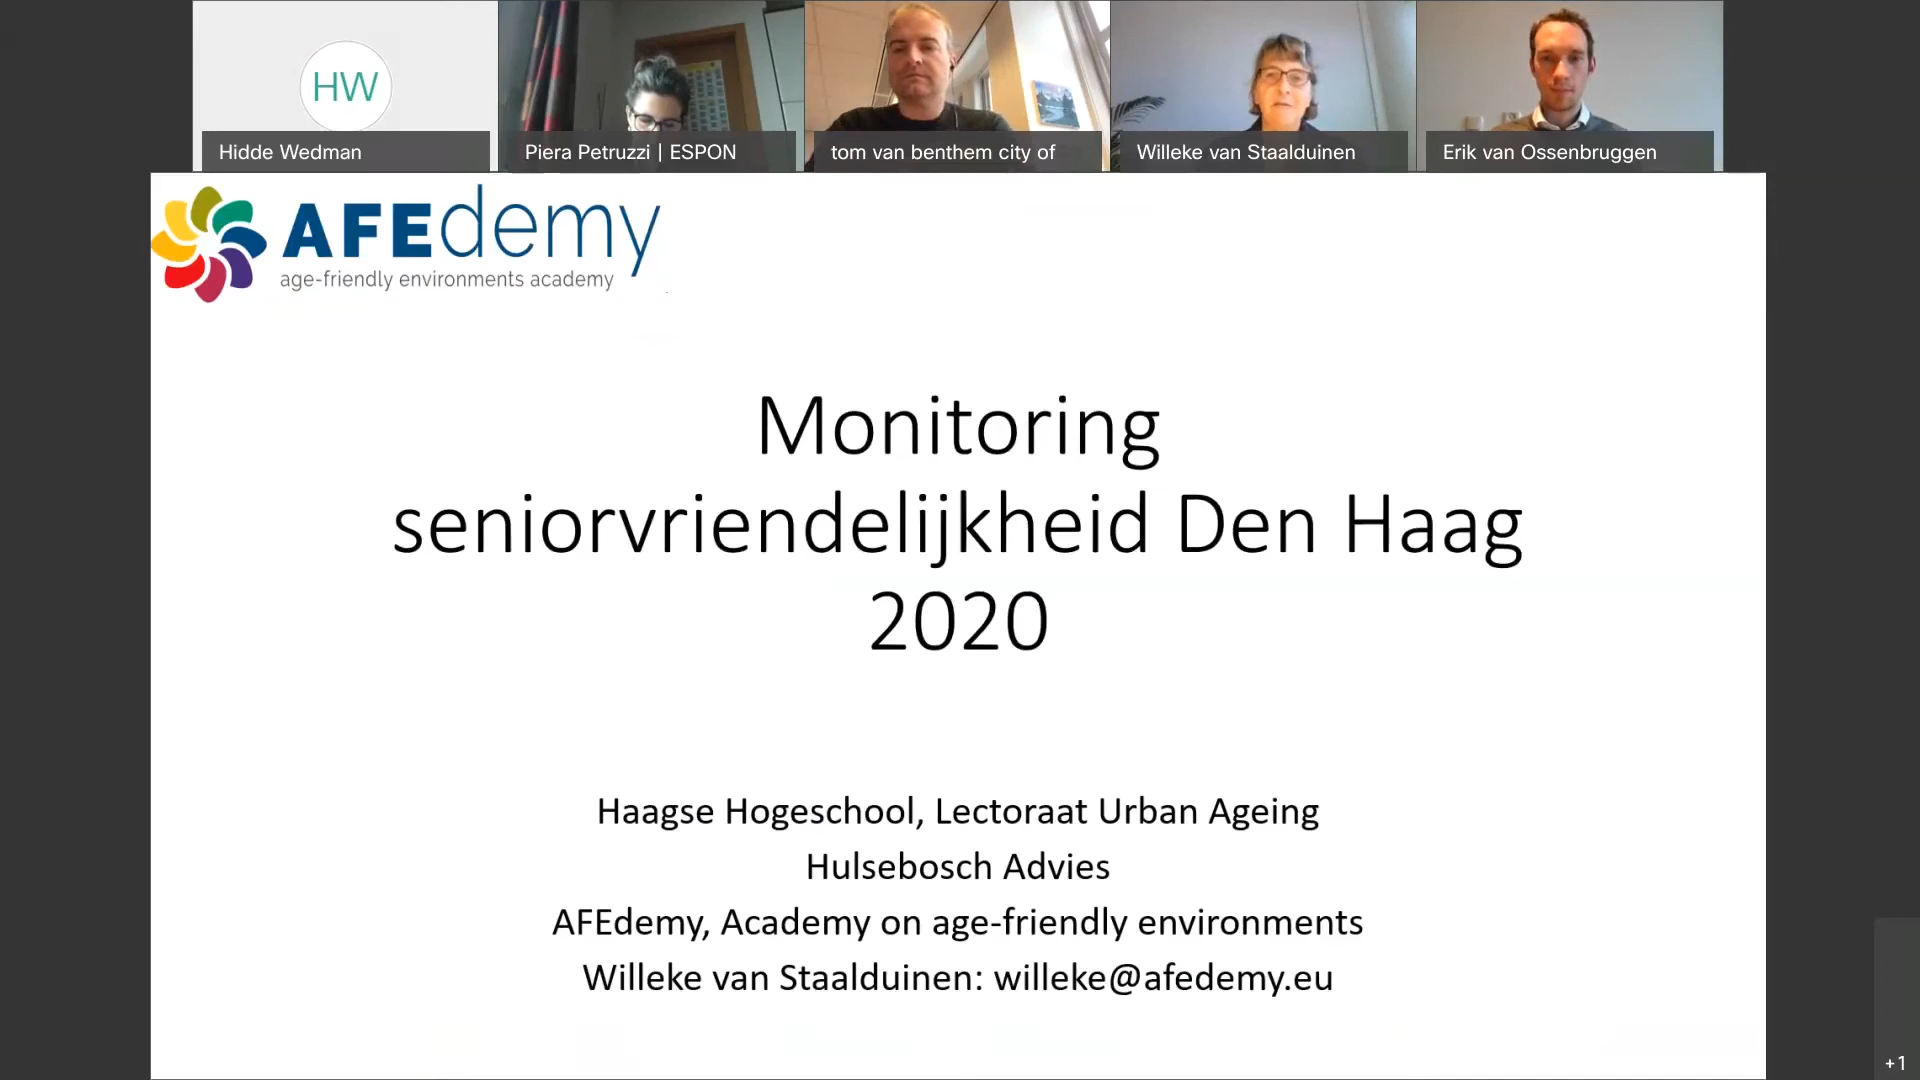 HW
Hidde Wedman
Piera Petruzzi | ESPON
tom van benthem city of
Willeke van Staalduinen
Erik van Ossenbruggen
AFEdemy
age-friendly environments academy
Monitoring
seniorvriendelijkheid Den Haag
2020
Haagse Hogeschool, Lectoraat Urban Ageing
Hulsebosch Advies
AFEdemy, Academy on age-friendly environments
Willeke van Staalduinen: willeke@afedemy.eu
+1